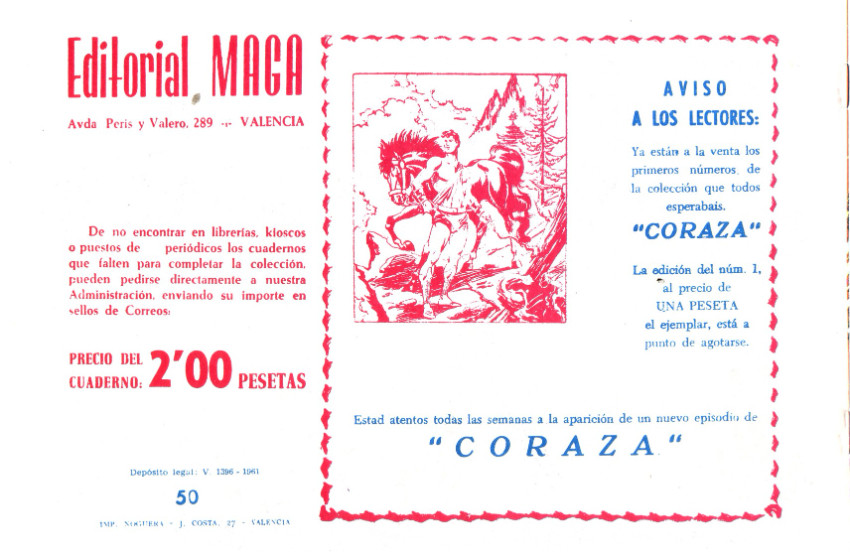 Editorial MAGA
Avda Peris y Valero, 289 -:- VALENCIA
De no encontrar en librerías, kioscos
o puestos de periódicos los cuadernos
que falten para completar la colección,
pueden pedirse directamente a nuestra
Administración, enviando su importe en
sellos de Correos:
PRECIO DEL
CUADERNO: 2'00 PESETAS
Depósito legal: V. 1396 - 1961
50
IMP. NOGUERA - J. COSTA, 27 - VALENCIA
AVISO
A LOS LECTORES:
Ya están a la venta los
primeros números de
la colección que todos
esperabais.
"CORAZA"
La edición del núm. 1,
al precio de
UNA PESETA
el ejemplar, está a
punto de agotarse.
Estad atentos todas las semanas a la aparición de un nuevo episodio de
"CORAZA"